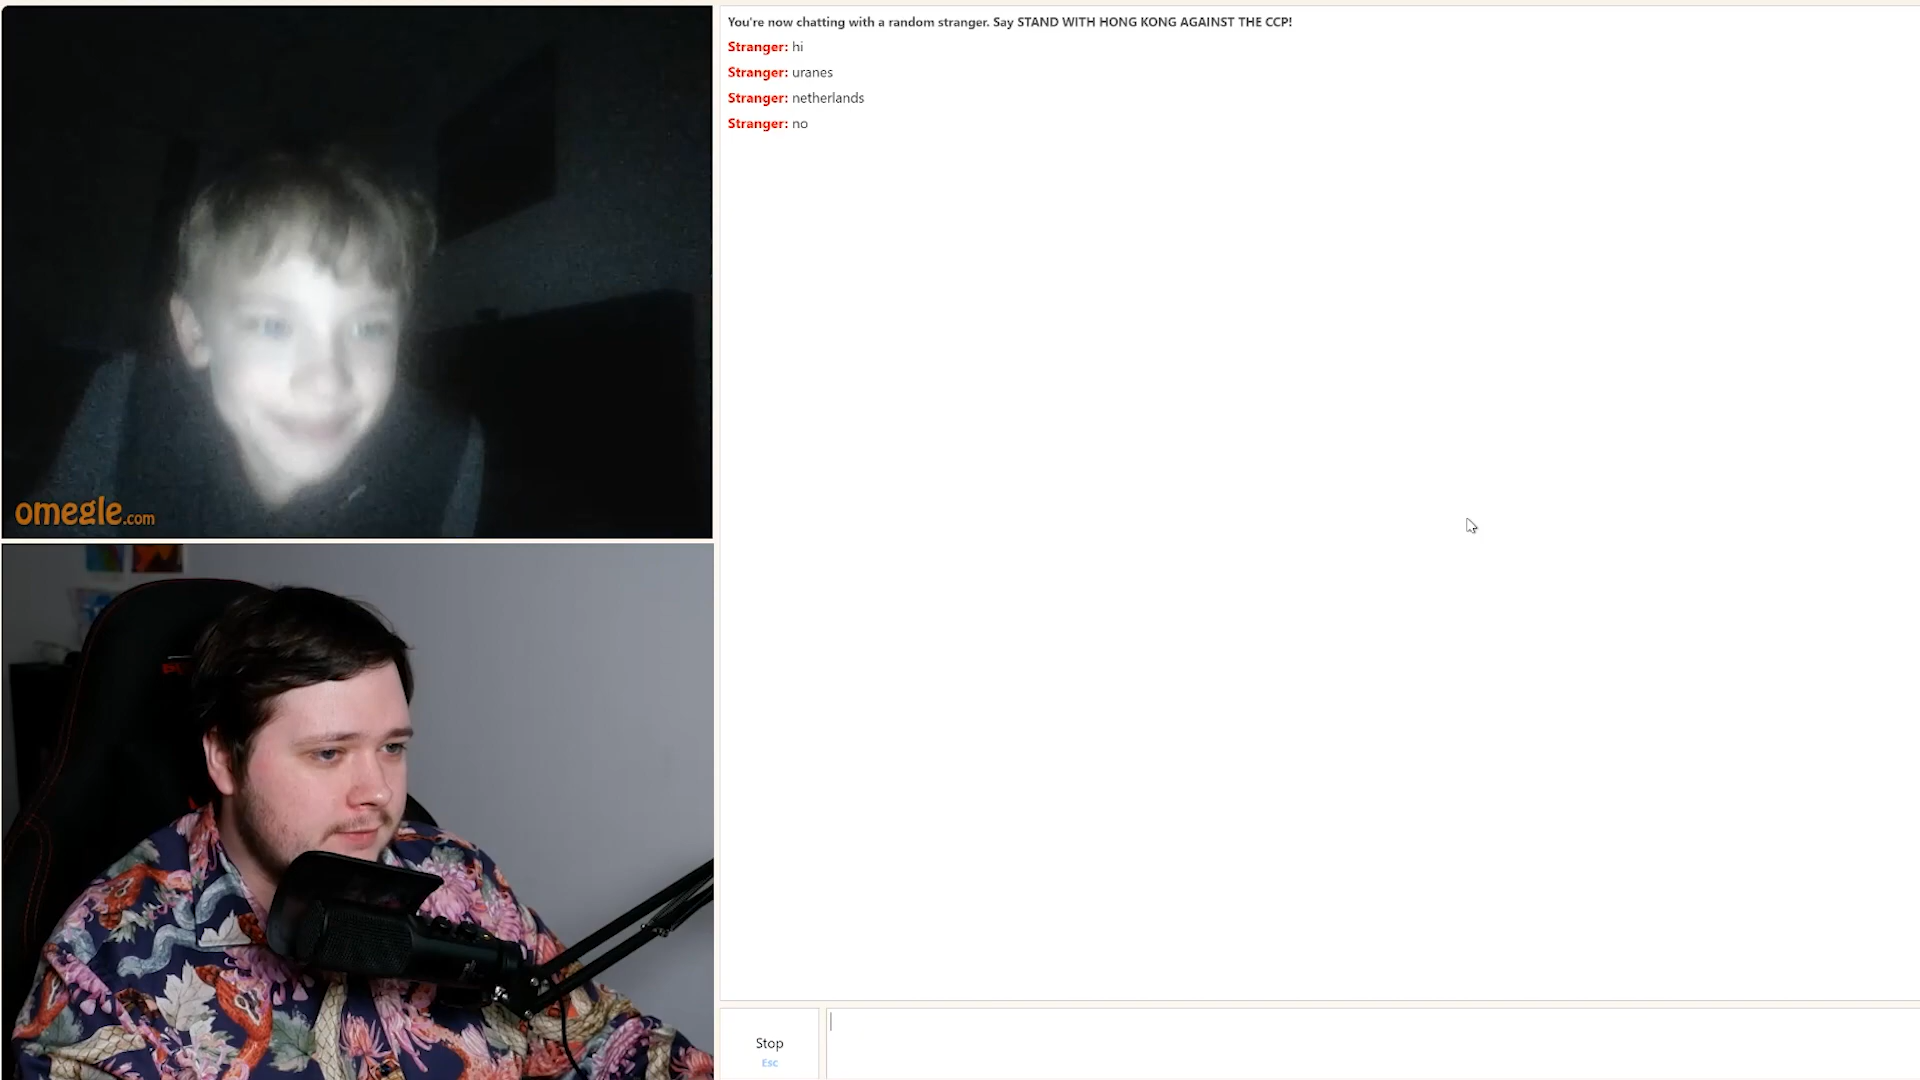 You're now chatting with a random stranger. Say STAND WITH HONG KONG AGAINST THE CCP!
Stranger: hi
Stranger: uranes
Stranger: netherlands
Stranger: no
omegle.com
Stop
Esc